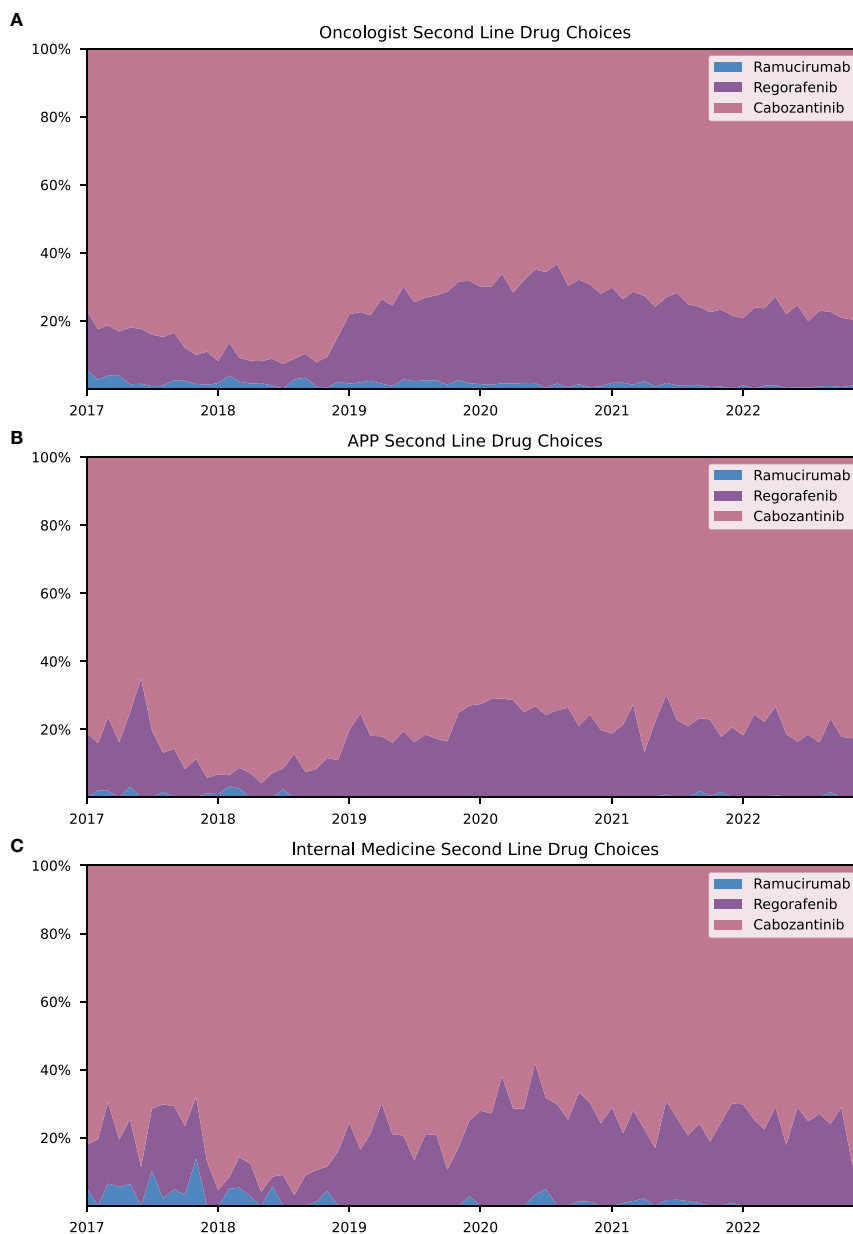 A
Oncologist Second Line Drug Choices
100%
80%
60%
40%
20%
Ramucirumab
Regorafenib
Cabozantinib
2017 2018 2019 2020 2021 2022
B
APP Second Line Drug Choices
100%
80%
60%
40%
20%
Ramucirumab
Regorafenib
Cabozantinib
2017 2018 2019 2020 2021 2022
C
Internal Medicine Second Line Drug Choices
100%
80%
60%
40%
20%
Ramucirumab
Regorafenib
Cabozantinib
2017 2018 2019 2020 2021 2022